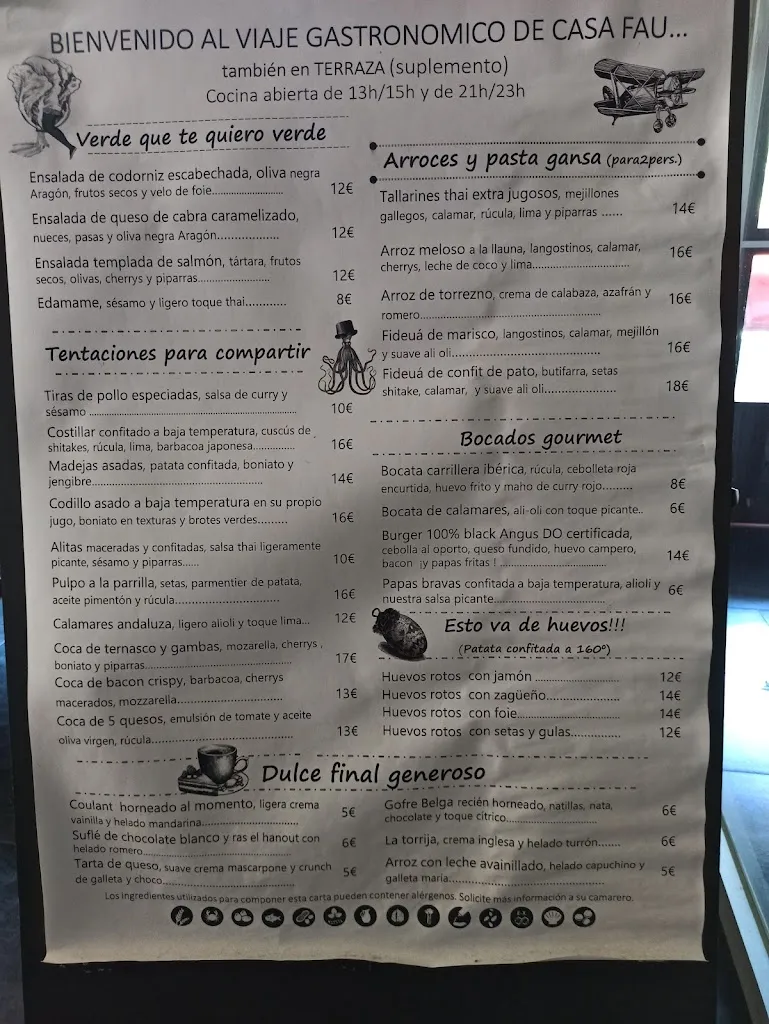 BIENVENIDO AL VIAJE GASTRONOMICO DE CASA FAU...
también en TERRAZA (suplemento)
Cocina abierta de 13h/15h y de 21h/23h
Verde que te quiero verde
Ensalada de codorniz escabechada, oliva negra
Aragón, frutos secos y velo de foie.......................... 12€
Ensalada de queso de cabra caramelizado,
nueces, pasas y oliva negra Aragón.................. 12€
Ensalada templada de salmón, tártara, frutos
secos, olivas, cherrys y piparras..................... 12€
Edamame, sésamo y ligero toque thai........... 8€
Tentaciones para compartir
Tiras de pollo especiadas, salsa de curry y
sésamo ............................................................... 10€
Costillar confitado a baja temperatura, cuscús de
shitakes, rúcula, lima, barbacoa japonesa.............. 16€
Madejas asadas, patata confitada, boniato y
jengibre.................................................... 14€
Codillo asado a baja temperatura en su propio
jugo, boniato en texturas y brotes verdes......... 16€
Alitas maceradas y confitadas, salsa thai ligeramente
picante, sésamo y piparras...... 10€
Pulpo a la parrilla, setas, parmentier de patata,
aceite pimentón y rúcula............................... 16€
Calamares andaluza, ligero alioli y toque lima... 12€
Coca de ternasco y gambas, mozarella, cherrys ,
boniato y piparras............................................. 17€
Coca de bacon crispy, barbacoa, cherrys
macerados, mozzarella................................ 13€
Coca de 5 quesos, emulsión de tomate y aceite
oliva virgen, rúcula........................................... 13€
Arroces y pasta gansa (para2pers.)
Tallarines thai extra jugosos, mejillones
gallegos, calamar, rúcula, lima y piparras ...... 14€
Arroz meloso a la llauna, langostinos, calamar,
cherrys, leche de coco y lima............................. 16€
Arroz de torrezno, crema de calabaza, azafrán y
romero...................................................... 16€
Fideuá de marisco, langostinos, calamar, mejillón
y suave ali oli............................................. 16€
Fideuá de confit de pato, butifarra, setas
shitake, calamar, y suave ali oli...................... 18€
Bocados gourmet
Bocata carrillera ibérica, rúcula, cebolleta roja
encurtida, huevo frito y maho de curry rojo......... 8€
Bocata de calamares, ali-oli con toque picante.. 6€
Burger 100% black Angus DO certificada,
cebolla al oporto, queso fundido, huevo campero,
bacon ¡y papas fritas ! ................................ 14€
Papas bravas confitada a baja temperatura, alioli y
nuestra salsa picante.................................. 6€
Esto va de huevos!!!
(Patata confitada a 160º)
Huevos rotos con jamón ........................ 12€
Huevos rotos con zagüeño..................... 14€
Huevos rotos con foie............................. 14€
Huevos rotos con setas y gulas.............. 12€
Dulce final generoso
Coulant horneado al momento, ligera crema
vainilla y helado mandarina............................ 5€
Suflé de chocolate blanco y ras el hanout con
helado romero............................................... 6€
Tarta de queso, suave crema mascarpone y crunch
de galleta y choco........................................ 5€
Gofre Belga recién horneado, natillas, nata,
chocolate y toque cítrico............................ 6€
La torrija, crema inglesa y helado turrón....... 6€
Arroz con leche avainillado, helado capuchino y
galleta maria............................................... 5€
Los ingredientes utilizados para componer esta carta pueden contener alérgenos. Solicite más información a su camarero.